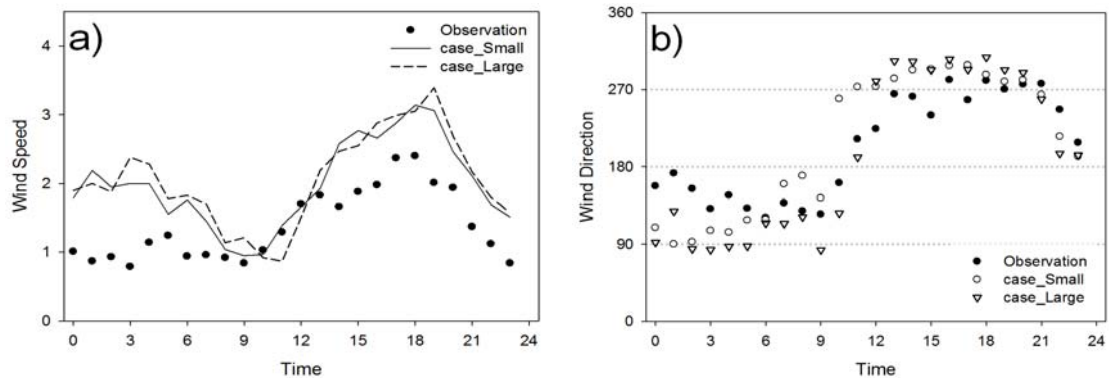 a)
Observation
case_Small
case_Large
Wind Speed
4
3
2
1
0
0 3 6 9 12 15 18 21 24
Time
b)
Wind Direction
360
270
180
90
0
Observation
case_Small
case_Large
0 3 6 9 12 15 18 21 24
Time